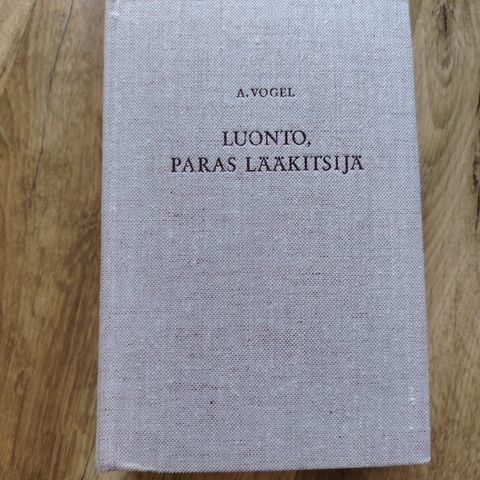 A. VOGEL
LUONTO,
PARAS LÄÄKITSIJÄ